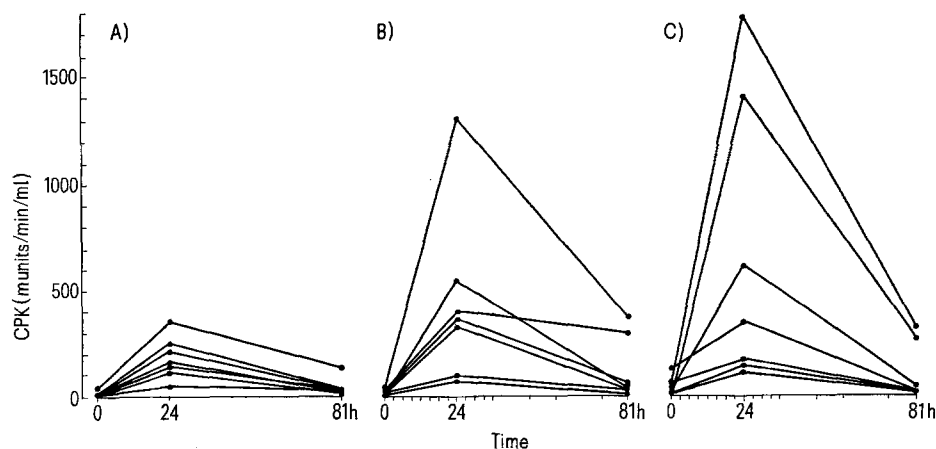 A)
B)
C)
1500
1000
500
0
CPK(munits/min/ml)
0 24 81h
0 24 81h
0 24 81h
Time